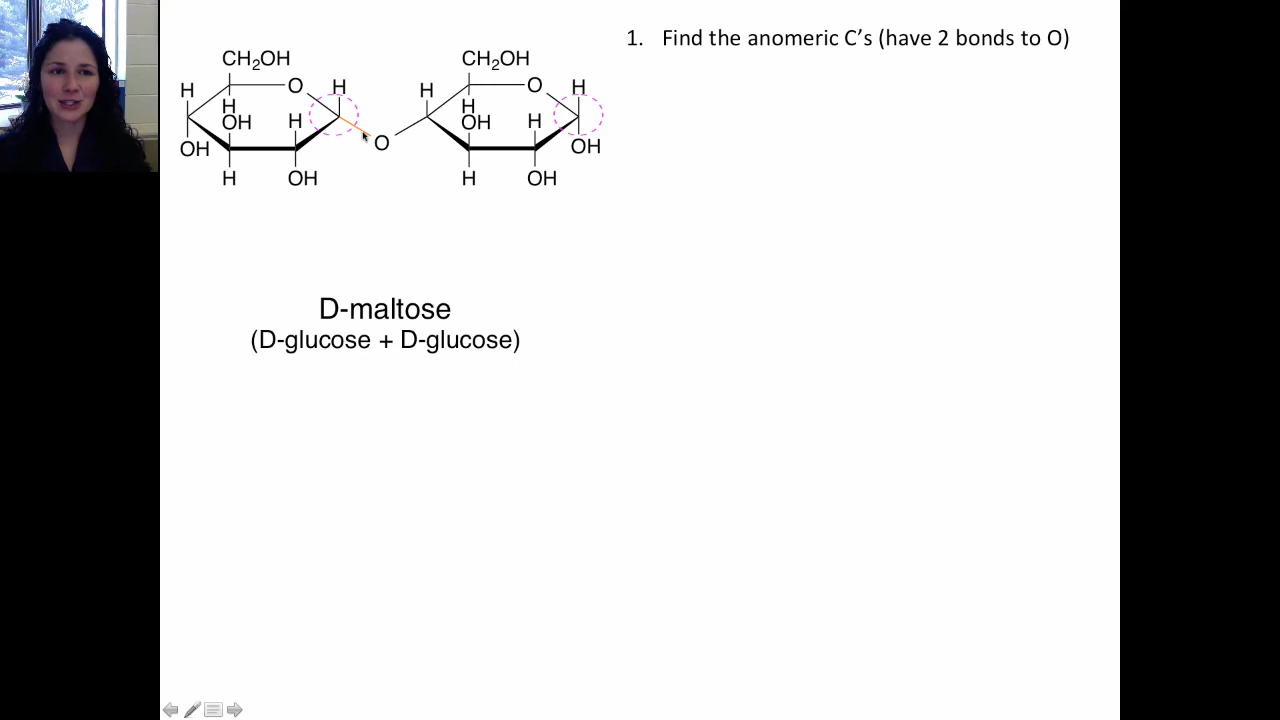 1. Find the anomeric C’s (have 2 bonds to O)
CH₂OH CH₂OH
H O H H O H
H H
OH H OH H
OH O OH
H OH H OH
D-maltose
(D-glucose + D-glucose)